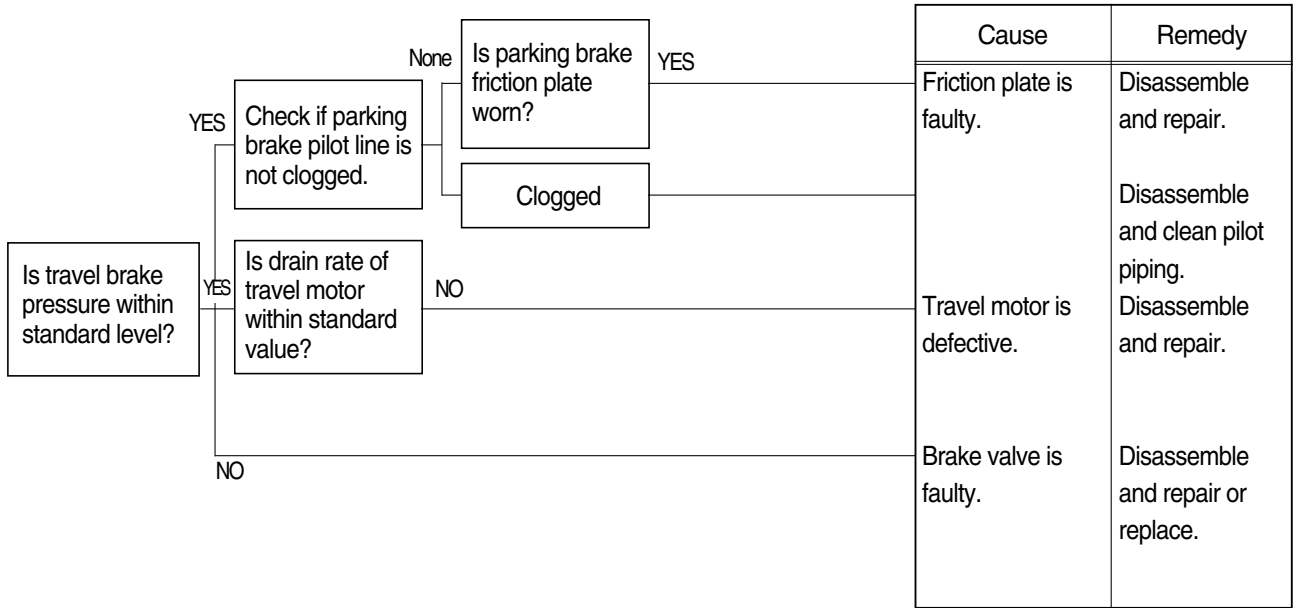 Cause
Remedy
None
Is parking brake
friction plate
worn?
YES
Friction plate is
faulty.
Disassemble
and repair.
YES
Check if parking
brake pilot line is
not clogged.
Clogged
Disassemble
and clean pilot
piping.
Is travel brake
pressure within
standard level?
YES
Is drain rate of
travel motor
within standard
value?
NO
Travel motor is
defective.
Disassemble
and repair.
NO
Brake valve is
faulty.
Disassemble
and repair or
replace.